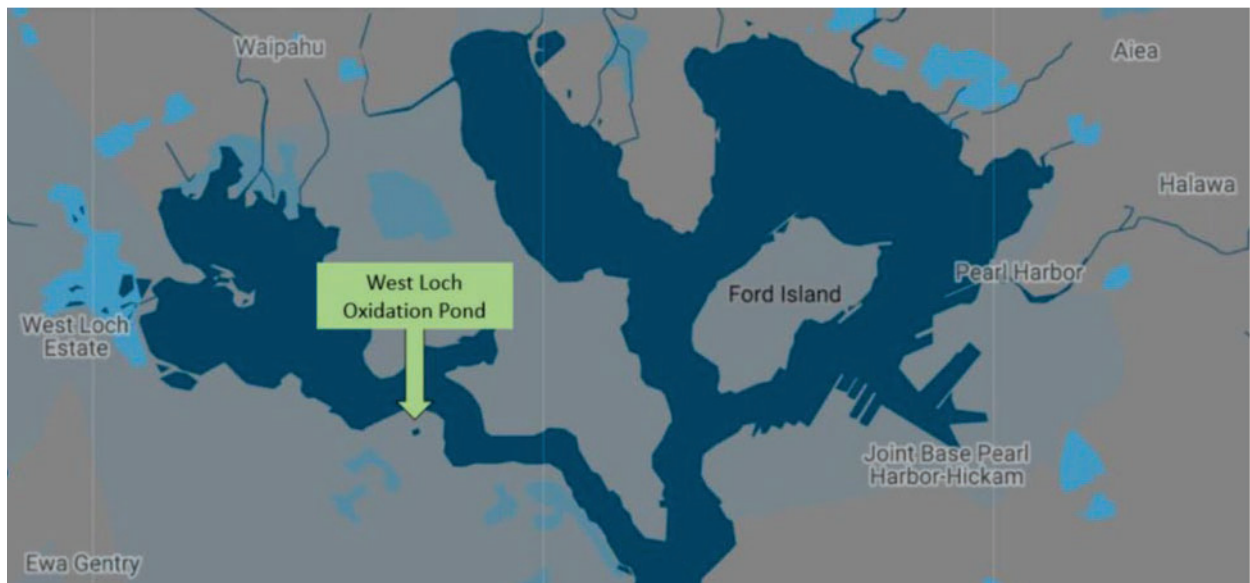 Waipahu
Aiea
Halawa
West Loch
Oxidation Pond
Pearl Harbor
Ford Island
West Loch
Estate
Joint Base Pearl
Harbor-Hickam
Ewa Gentry